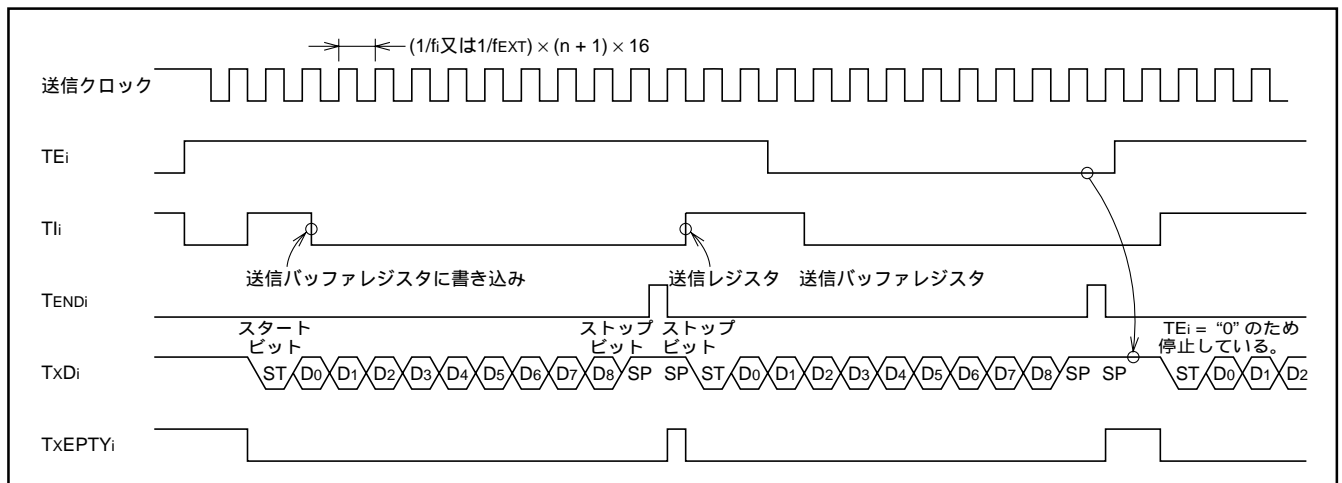 (1/fi又は1/fEXT) × (n + 1) × 16
送信クロック
TEi
TIi
送信バッファレジスタに書き込み
送信レジスタ 送信バッファレジスタ
TENDi
スタート
ビット
ストップ
ビット
ストップ
ビット
TEi = “0” のため
停止している。
TxDi
ST D0 D1 D2 D3 D4 D5 D6 D7 D8 SP SP ST D0 D1 D2 D3 D4 D5 D6 D7 D8 SP SP ST D0 D1 D2
TxEPTYi